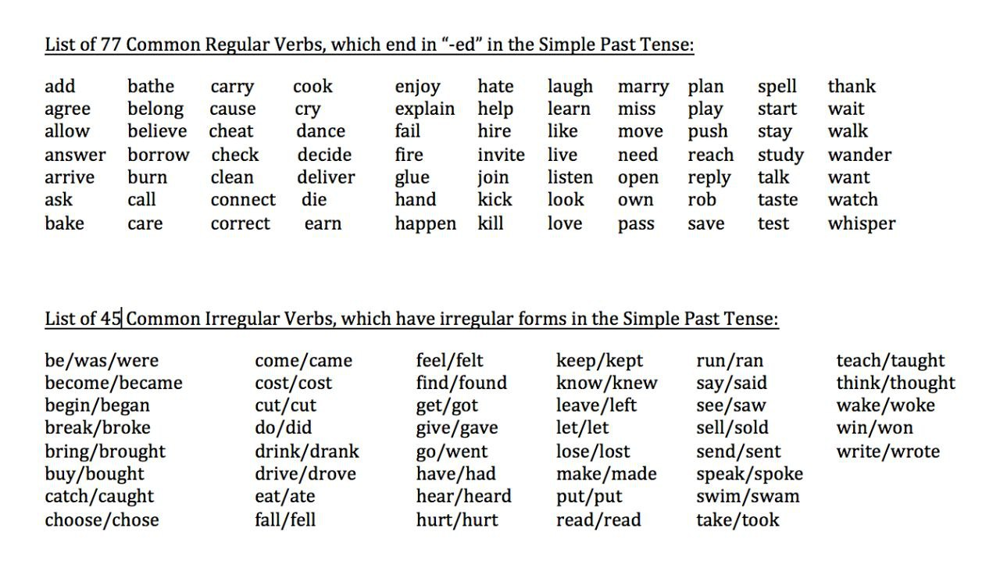 List of 77 Common Regular Verbs, which end in “-ed” in the Simple Past Tense:
add bathe carry cook enjoy hate laugh marry plan spell thank
agree belong cause cry explain help learn miss play start wait
allow believe cheat dance fail hire like move push stay walk
answer borrow check decide fire invite live need reach study wander
arrive burn clean deliver glue join listen open reply talk want
ask call connect die hand kick look own rob taste watch
bake care correct earn happen kill love pass save test whisper
List of 45 Common Irregular Verbs, which have irregular forms in the Simple Past Tense:
be/was/were come/came feel/felt keep/kept run/ran teach/taught
become/became cost/cost find/found know/knew say/said think/thought
begin/began cut/cut get/got leave/left see/saw wake/woke
break/broke do/did give/gave let/let sell/sold win/won
bring/brought drink/drank go/went lose/lost send/sent write/wrote
buy/bought drive/drove have/had make/made speak/spoke
catch/caught eat/ate hear/heard put/put swim/swam
choose/chose fall/fell hurt/hurt read/read take/took